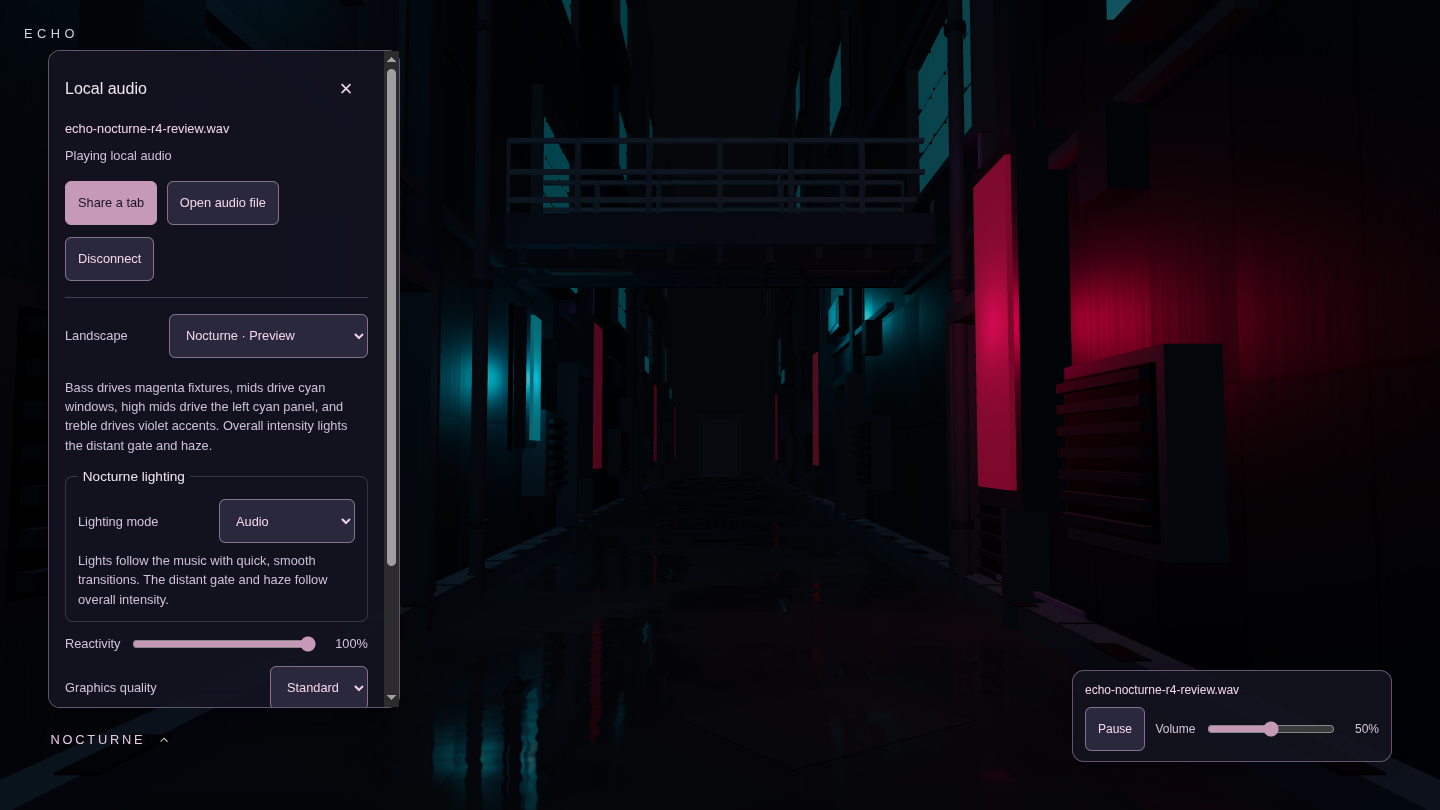 ECHO
Local audio ✕
echo-nocturne-r4-review.wav
Playing local audio
Share a tab
Open audio file
Disconnect
Landscape
Nocturne · Preview
Bass drives magenta fixtures, mids drive cyan
windows, high mids drive the left cyan panel, and
treble drives violet accents. Overall intensity lights
the distant gate and haze.
Nocturne lighting
Lighting mode
Audio
Lights follow the music with quick, smooth
transitions. The distant gate and haze follow
overall intensity.
Reactivity
100%
Graphics quality
Standard
NOCTURNE
echo-nocturne-r4-review.wav
Pause
Volume
50%